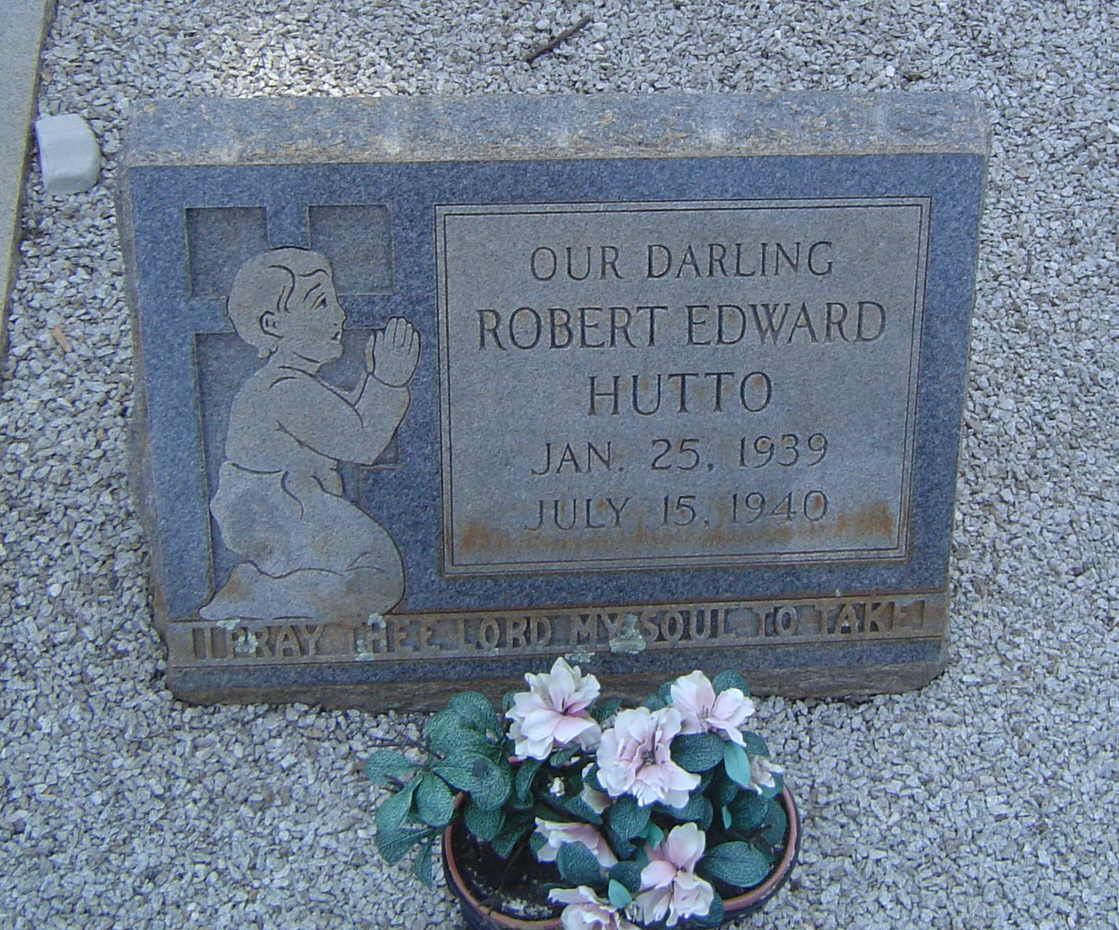 OUR DARLING
ROBERT EDWARD
HUTTO
JAN. 25, 1939
JULY 15, 1940
I PRAY THEE LORD MY SOUL TO TAKE